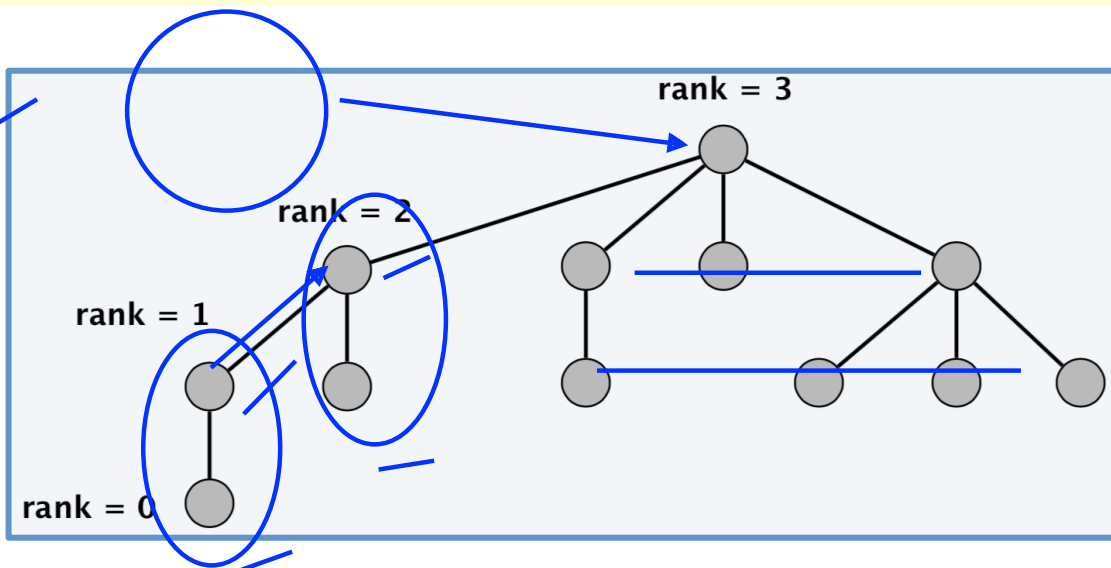 rank = 3
rank = 2
rank = 1
rank = 0